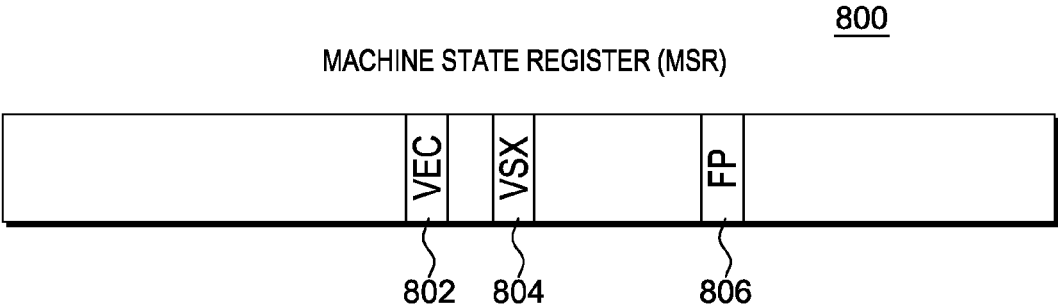 800
MACHINE STATE REGISTER (MSR)
VEC
VSX
FP
802
804
806